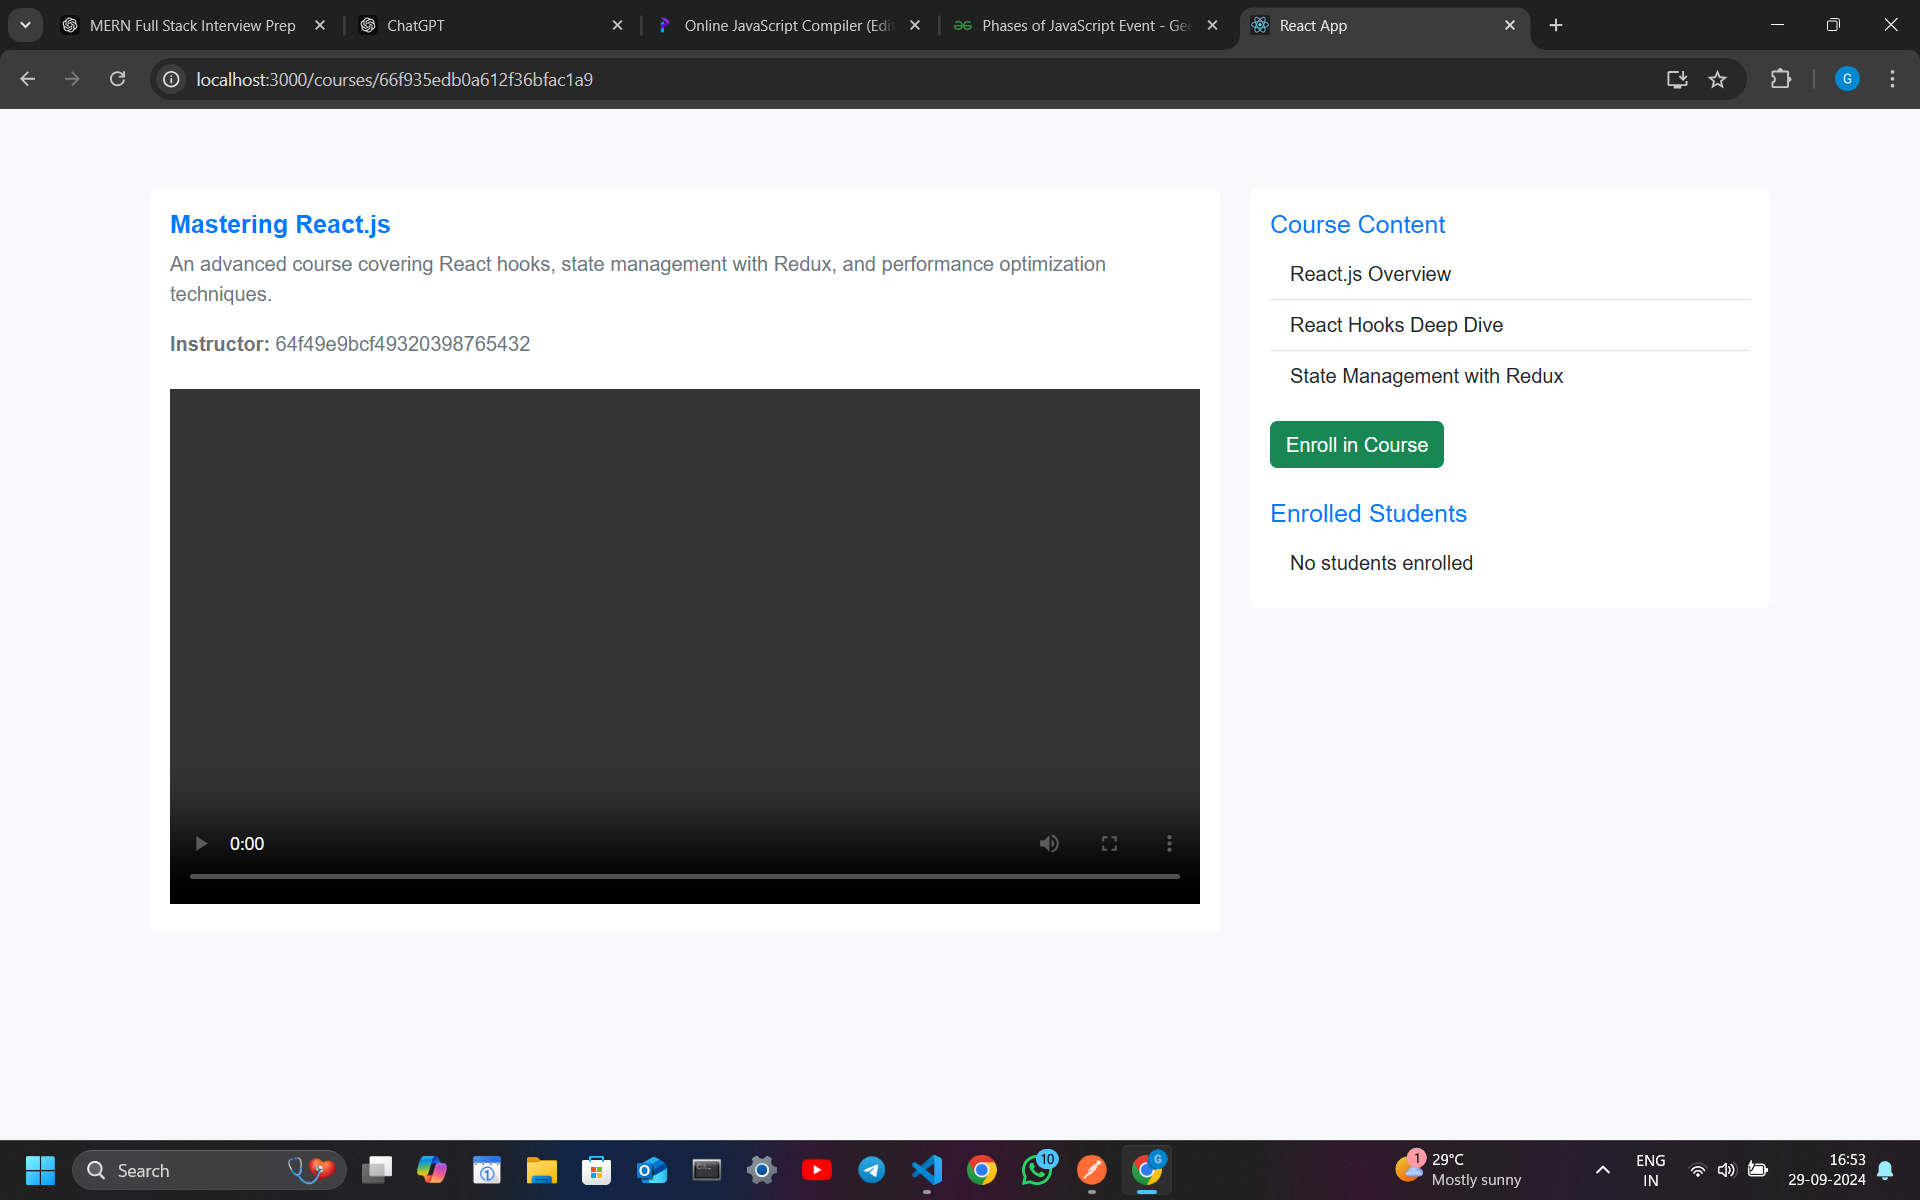 MERN Full Stack Interview Prep
ChatGPT
Online JavaScript Compiler (Edi
Phases of JavaScript Event - Gee
React App
localhost:3000/courses/66f935edb0a612f36bfac1a9
G
Mastering React.js
An advanced course covering React hooks, state management with Redux, and performance optimization
techniques.
Instructor: 64f49e9bcf49320398765432
0:00
Course Content
React.js Overview
React Hooks Deep Dive
State Management with Redux
Enroll in Course
Enrolled Students
No students enrolled
Search
10
G
1
29°C
Mostly sunny
ENG
IN
16:53
29-09-2024